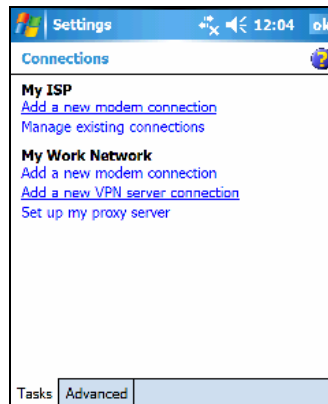 Settings 12:04 ok
Connections ?
My ISP
Add a new modem connection
Manage existing connections
My Work Network
Add a new modem connection
Add a new VPN server connection
Set up my proxy server
Tasks Advanced